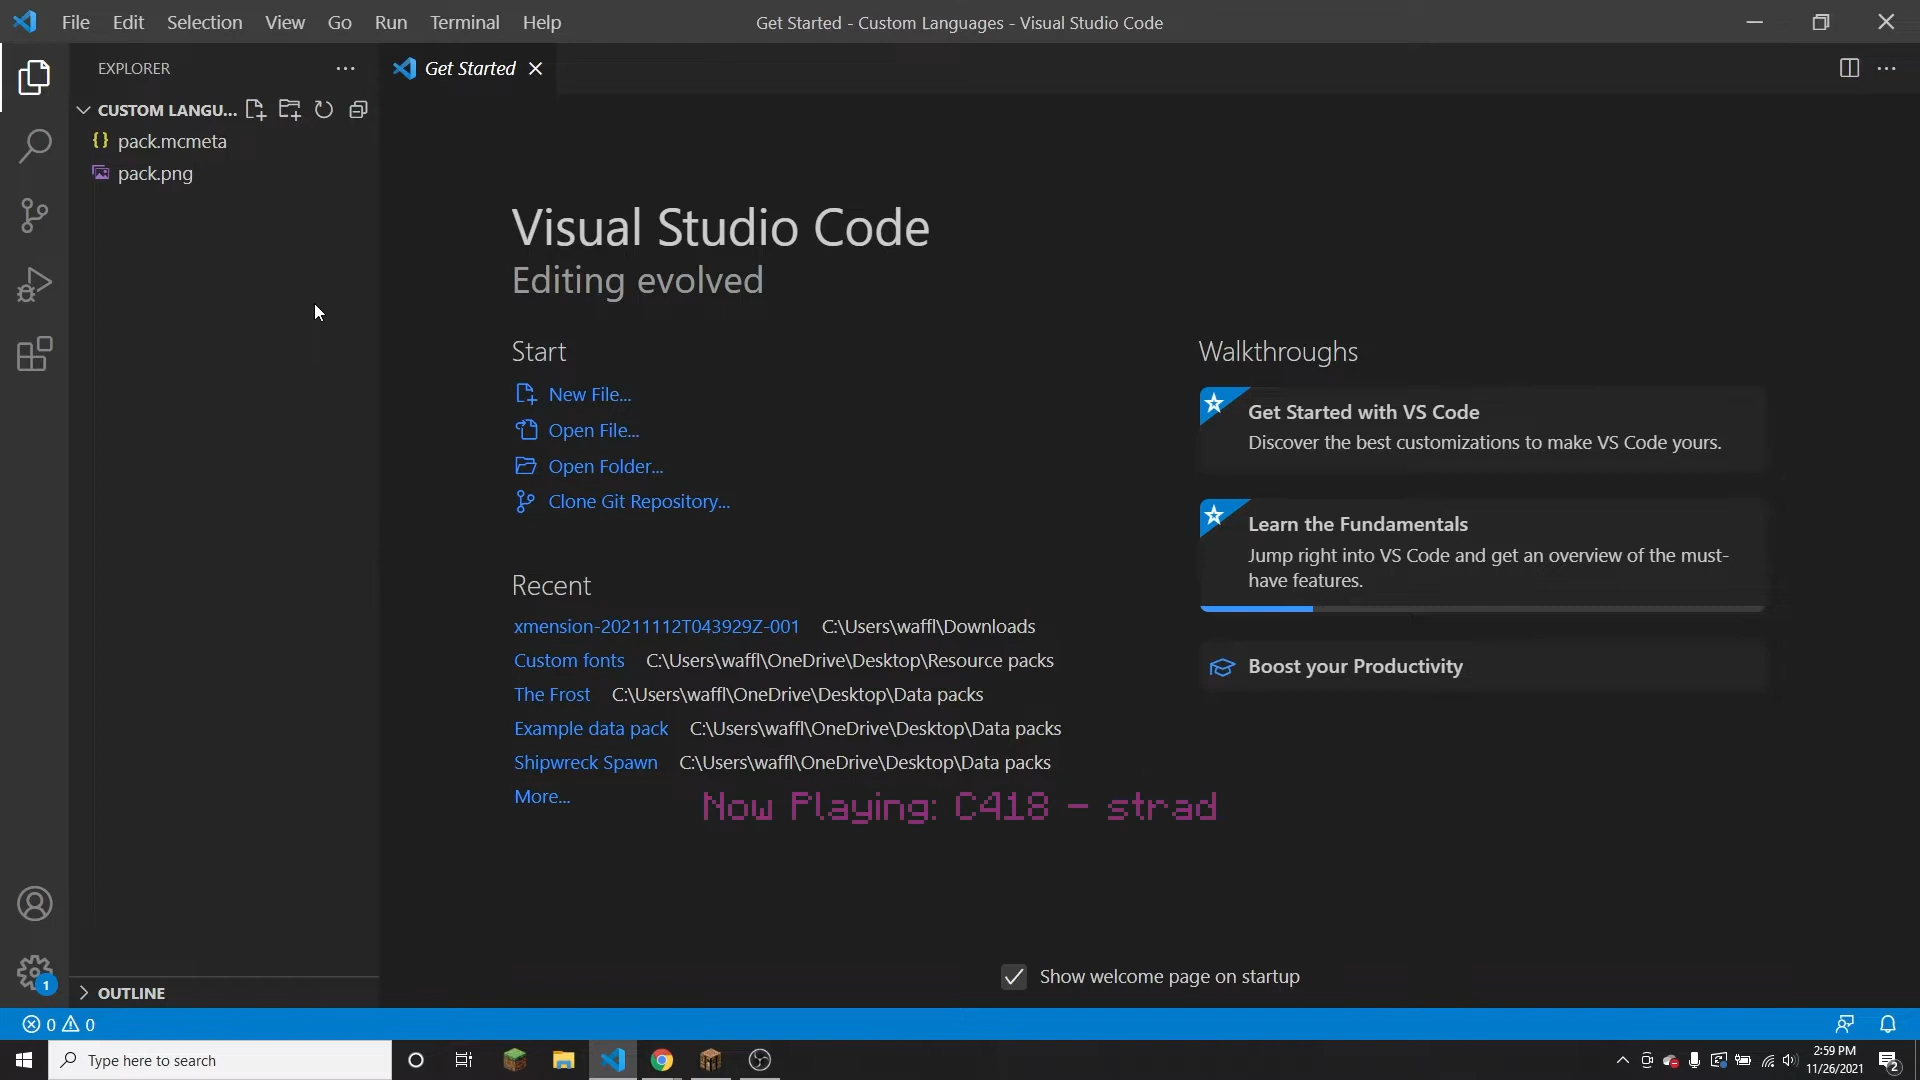 File Edit Selection View Go Run Terminal Help
Get Started - Custom Languages - Visual Studio Code
EXPLORER
Get Started
CUSTOM LANGU...
pack.mcmeta
pack.png
Visual Studio Code
Editing evolved
Start
New File...
Open File...
Open Folder...
Clone Git Repository...
Recent
xmension-20211112T043929Z-001 C:\Users\waffl\Downloads
Custom fonts C:\Users\waffl\OneDrive\Desktop\Resource packs
The Frost C:\Users\waffl\OneDrive\Desktop\Data packs
Example data pack C:\Users\waffl\OneDrive\Desktop\Data packs
Shipwreck Spawn C:\Users\waffl\OneDrive\Desktop\Data packs
More...
Walkthroughs
Get Started with VS Code
Discover the best customizations to make VS Code yours.
Learn the Fundamentals
Jump right into VS Code and get an overview of the must-
have features.
Boost your Productivity
Now Playing: C418 - strad
Show welcome page on startup
1
OUTLINE
0 0
Type here to search
2:59 PM
11/26/2021
2